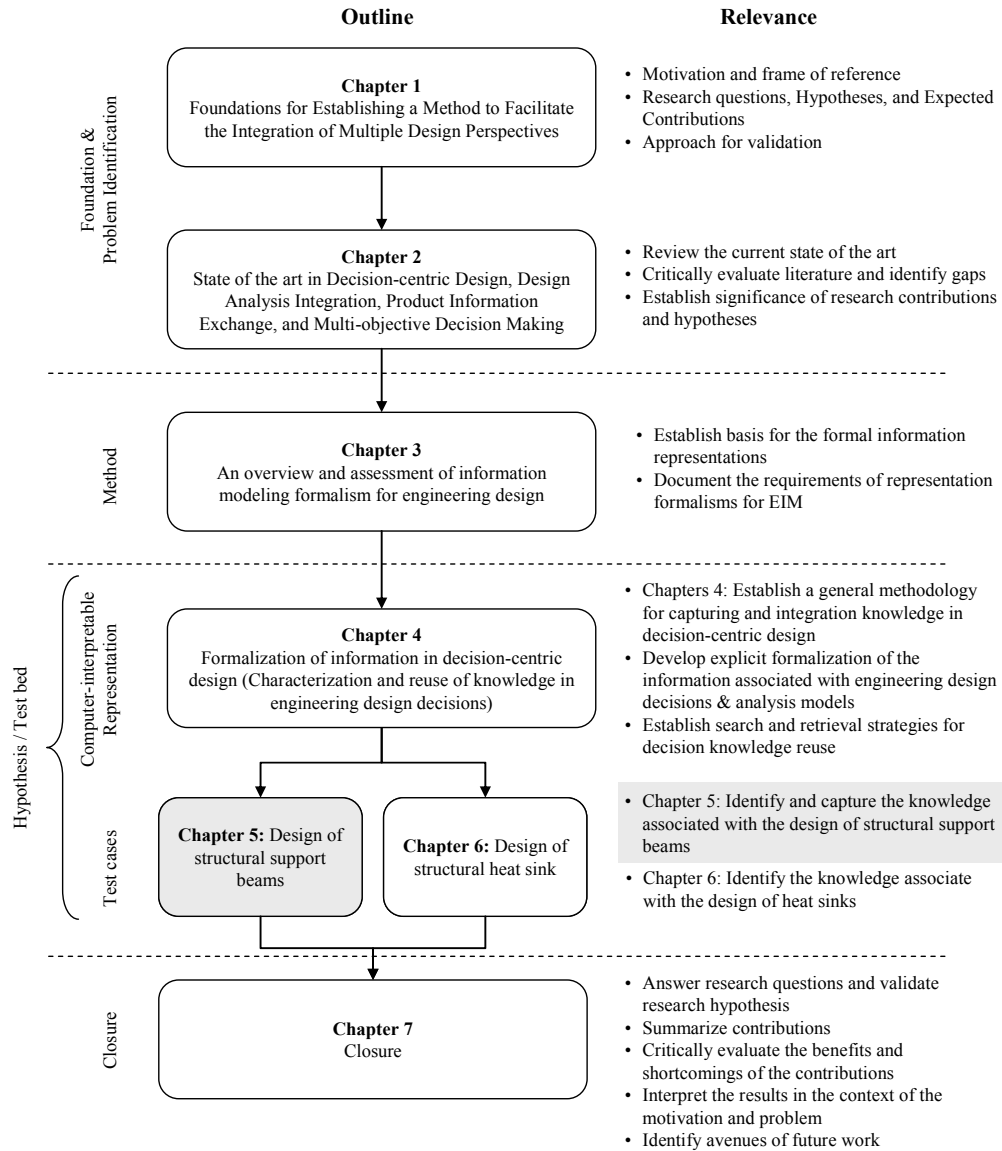 Outline
Relevance
Foundation &
Problem Identification
Chapter 1
Foundations for Establishing a Method to Facilitate
the Integration of Multiple Design Perspectives
• Motivation and frame of reference
• Research questions, Hypotheses, and Expected
Contributions
• Approach for validation
Chapter 2
State of the art in Decision-centric Design, Design
Analysis Integration, Product Information
Exchange, and Multi-objective Decision Making
• Review the current state of the art
• Critically evaluate literature and identify gaps
• Establish significance of research contributions
and hypotheses
Method
Chapter 3
An overview and assessment of information
modeling formalism for engineering design
• Establish basis for the formal information
representations
• Document the requirements of representation
formalisms for EIM
Hypothesis / Test bed
Computer-interpretable
Representation
Chapter 4
Formalization of information in decision-centric
design (Characterization and reuse of knowledge in
engineering design decisions)
• Chapters 4: Establish a general methodology
for capturing and integration knowledge in
decision-centric design
• Develop explicit formalization of the
information associated with engineering design
decisions & analysis models
• Establish search and retrieval strategies for
decision knowledge reuse
Test cases
Chapter 5: Design of
structural support
beams
Chapter 6: Design of
structural heat sink
• Chapter 5: Identify and capture the knowledge
associated with the design of structural support
beams
• Chapter 6: Identify the knowledge associate
with the design of heat sinks
Closure
Chapter 7
Closure
• Answer research questions and validate
research hypothesis
• Summarize contributions
• Critically evaluate the benefits and
shortcomings of the contributions
• Interpret the results in the context of the
motivation and problem
• Identify avenues of future work